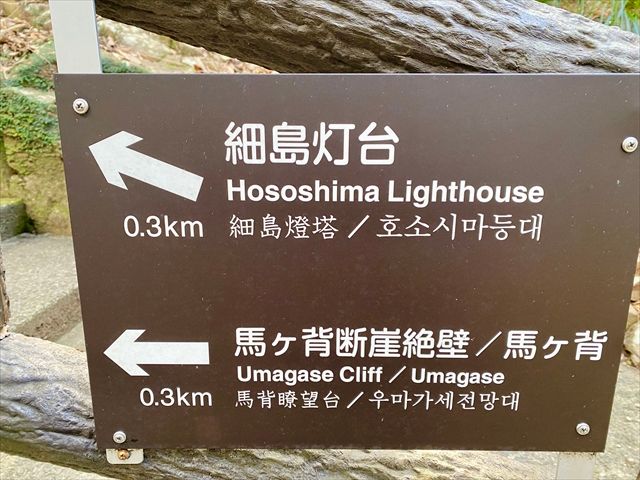 細島灯台
Hososhima Lighthouse
0.3km 細島燈塔／호소시마등대
馬ヶ背断崖絶壁／馬ヶ背
Umagase Cliff / Umagase
0.3km 馬背瞭望台／우마가세전망대